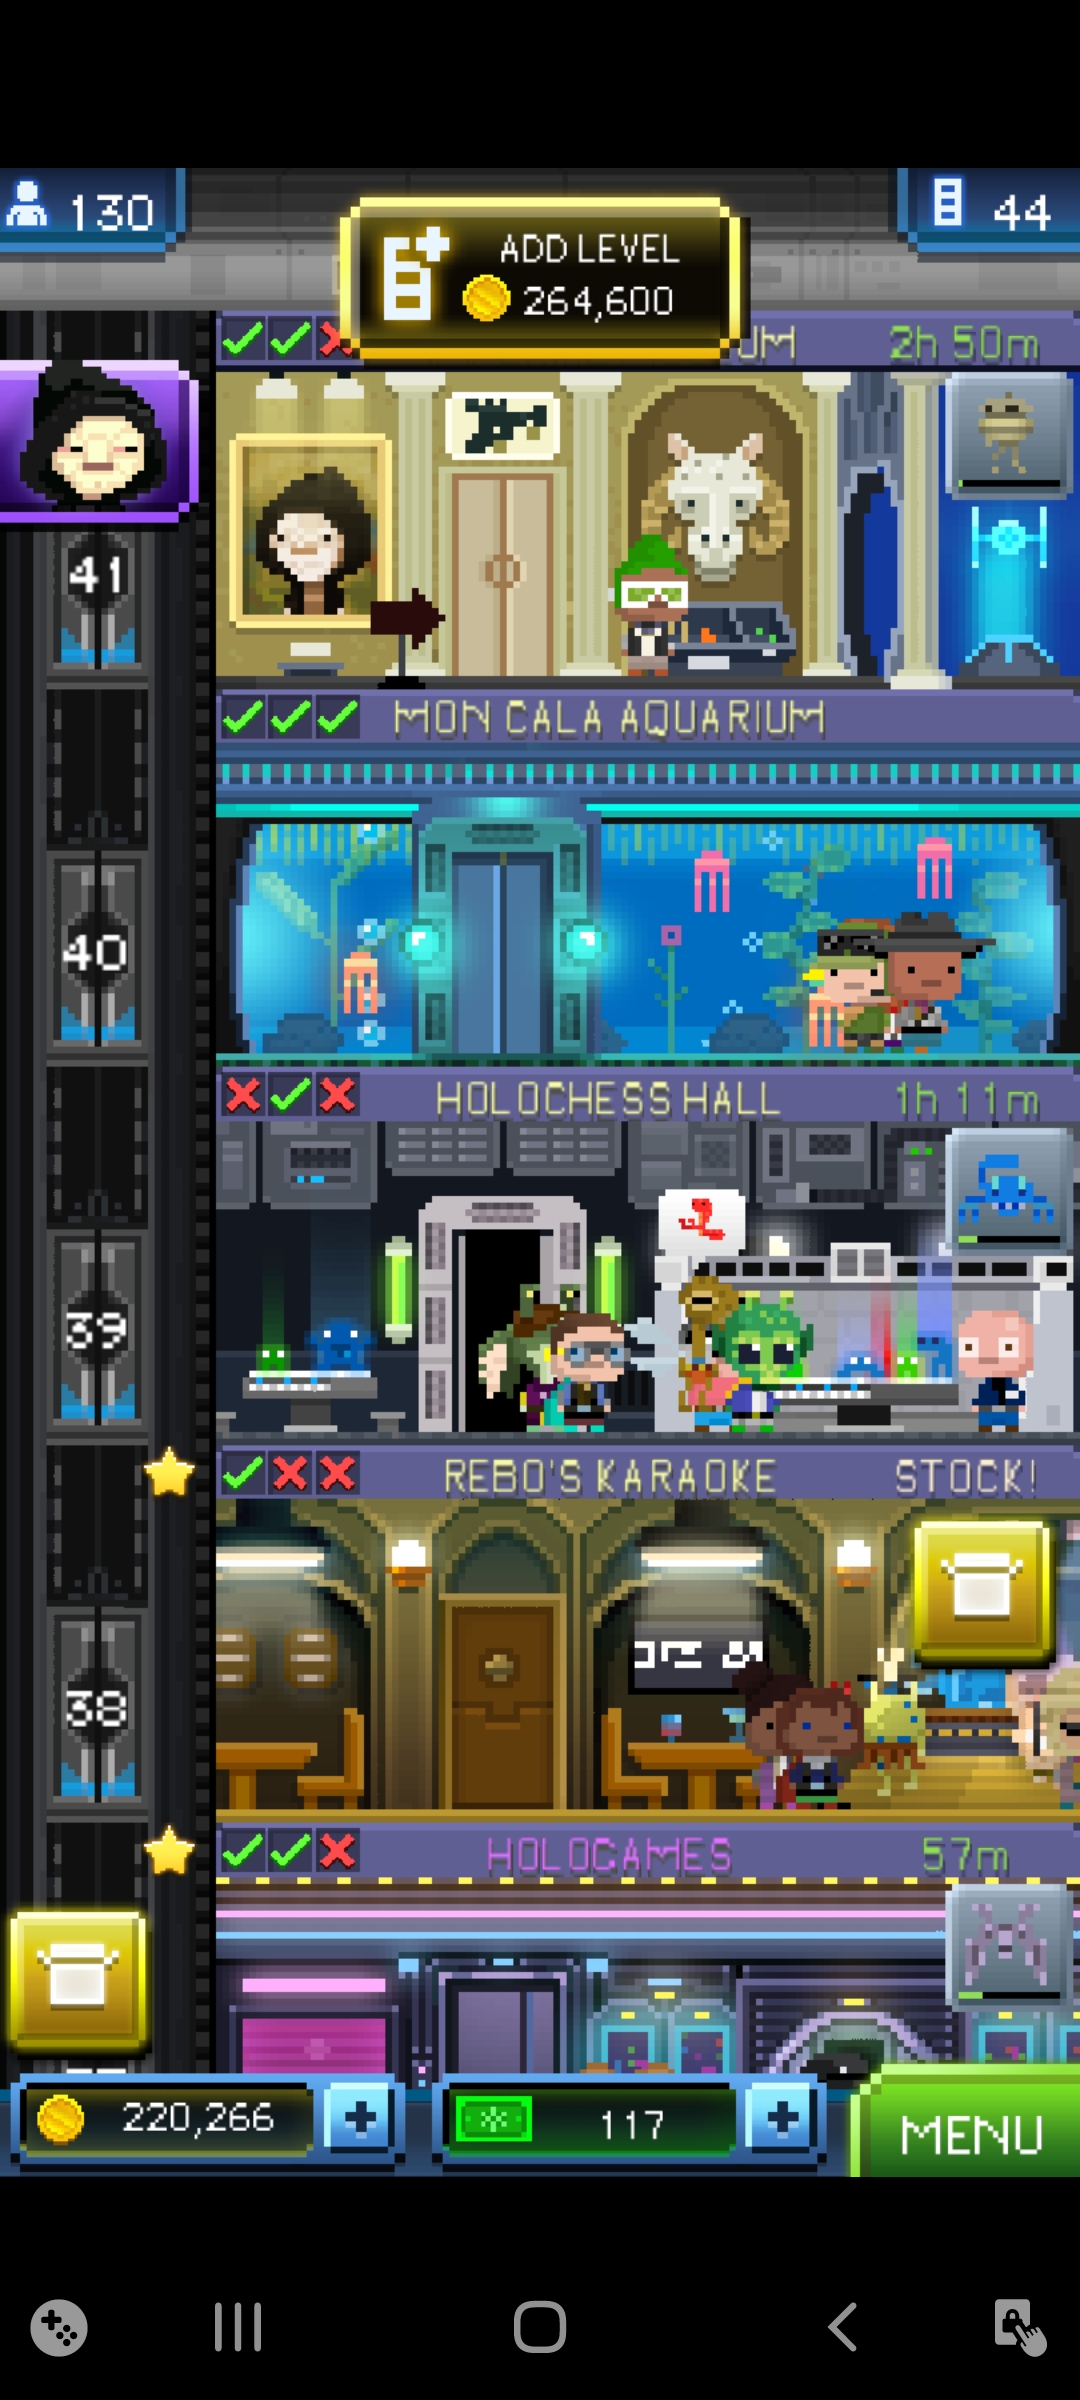 130
44
ADD LEVEL
264,600
UM 2h 50m
41
MON CALA AQUARIUM
40
HOLOCHESS HALL 1h 11m
39
REBO'S KARAOKE STOCK!
38
HOLOGAMES 57m
220,266
117
MENU